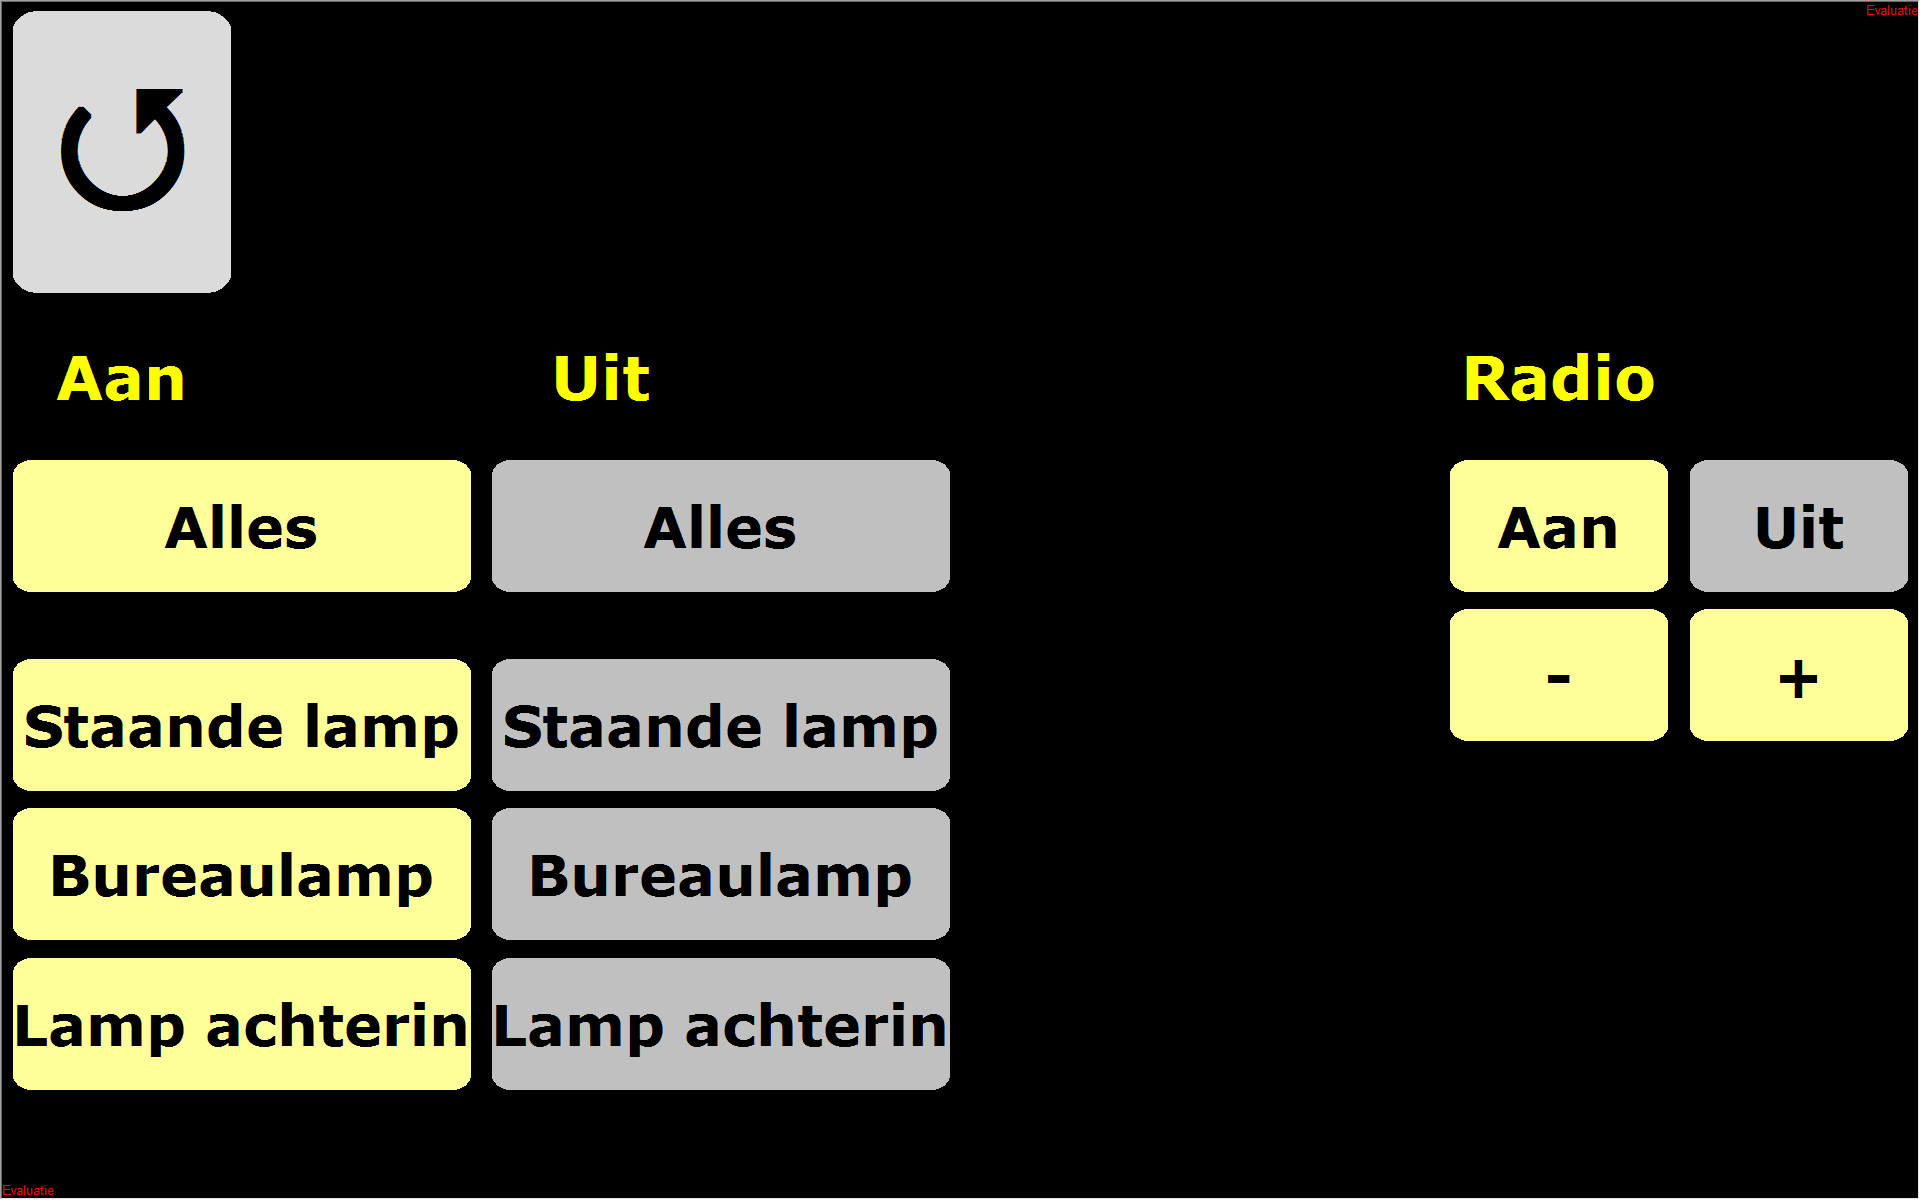 Evaluatie
Aan
Uit
Radio
Alles
Alles
Aan
Uit
-
+
Staande lamp
Staande lamp
Bureaulamp
Bureaulamp
Lamp achterin
Lamp achterin
Evaluatie